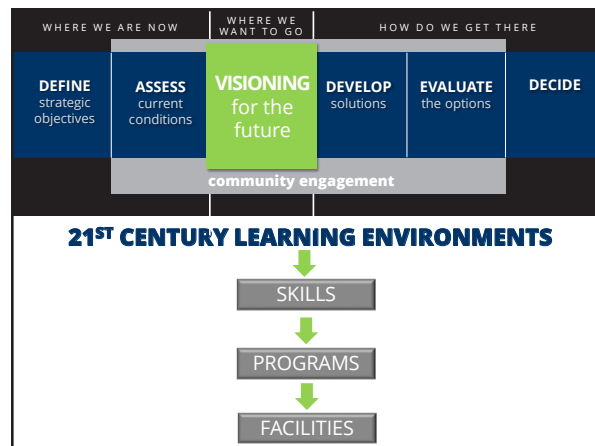 WHERE WE ARE NOW
WHERE WE
WANT TO GO
HOW DO WE GET THERE
DEFINE
strategic
objectives
ASSESS
current
conditions
VISIONING
for the
future
DEVELOP
solutions
EVALUATE
the options
DECIDE
community engagement
21ST CENTURY LEARNING ENVIRONMENTS
SKILLS
PROGRAMS
FACILITIES